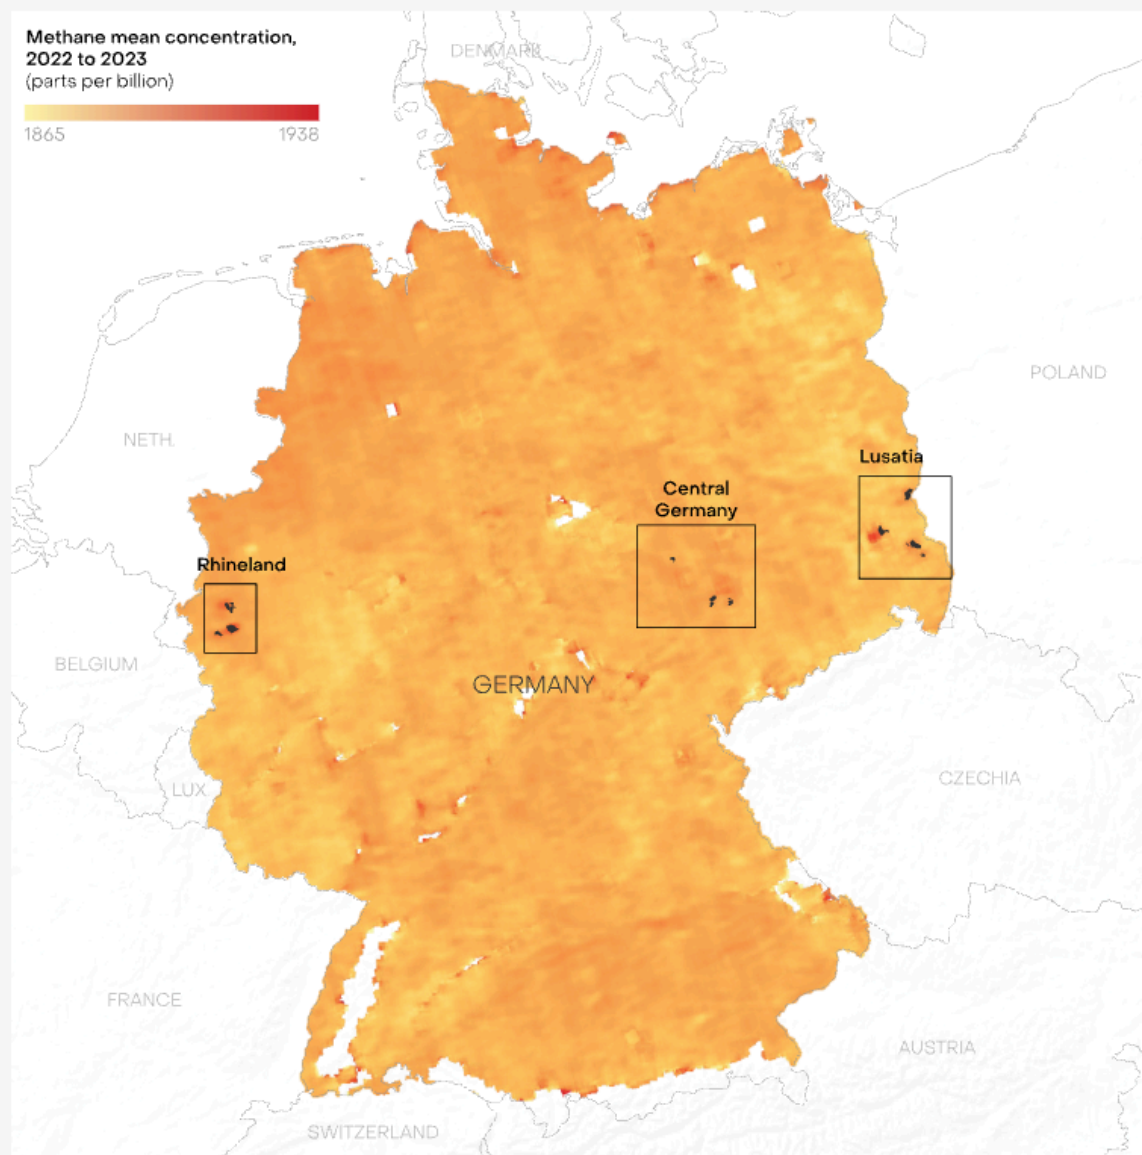 Methane mean concentration,
2022 to 2023
(parts per billion)
1865 1938
DENMARK
POLAND
NETH.
Lusatia
Central
Germany
Rhineland
BELGIUM
GERMANY
LUX
CZECHIA
FRANCE
AUSTRIA
SWITZERLAND